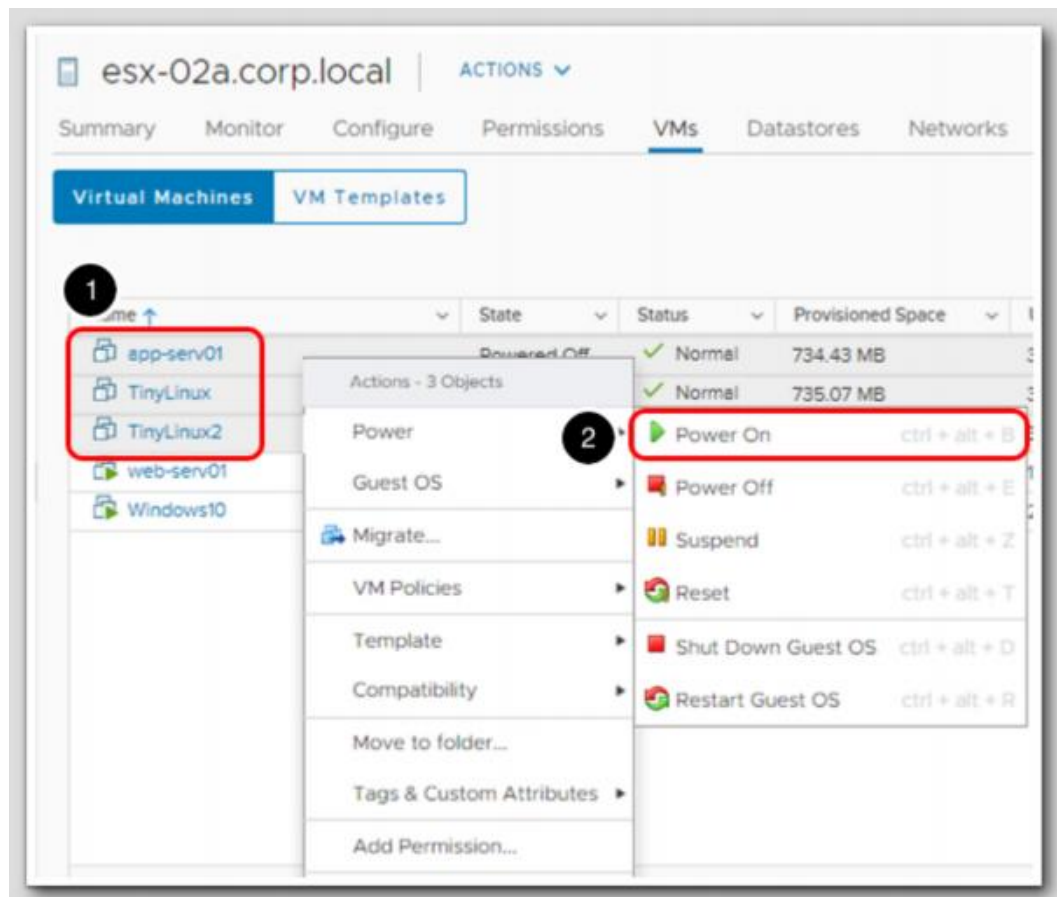 esx-02a.corp.local ACTIONS
Summary Monitor Configure Permissions VMs Datastores Networks
Virtual Machines VM Templates
1
State Status Provisioned Space
app-serv01 Powered Off Normal 734.43 MB
Actions - 3 Objects
TinyLinux Normal 735.07 MB
TinyLinux2 Power 2 Power On ctrl + alt + B
web-serv01
Guest OS Power Off ctrl + alt + E
Windows10
Migrate... Suspend ctrl + alt + Z
VM Policies Reset ctrl + alt + T
Template Shut Down Guest OS ctrl + alt + D
Compatibility Restart Guest OS ctrl + alt + R
Move to folder...
Tags & Custom Attributes
Add Permission...